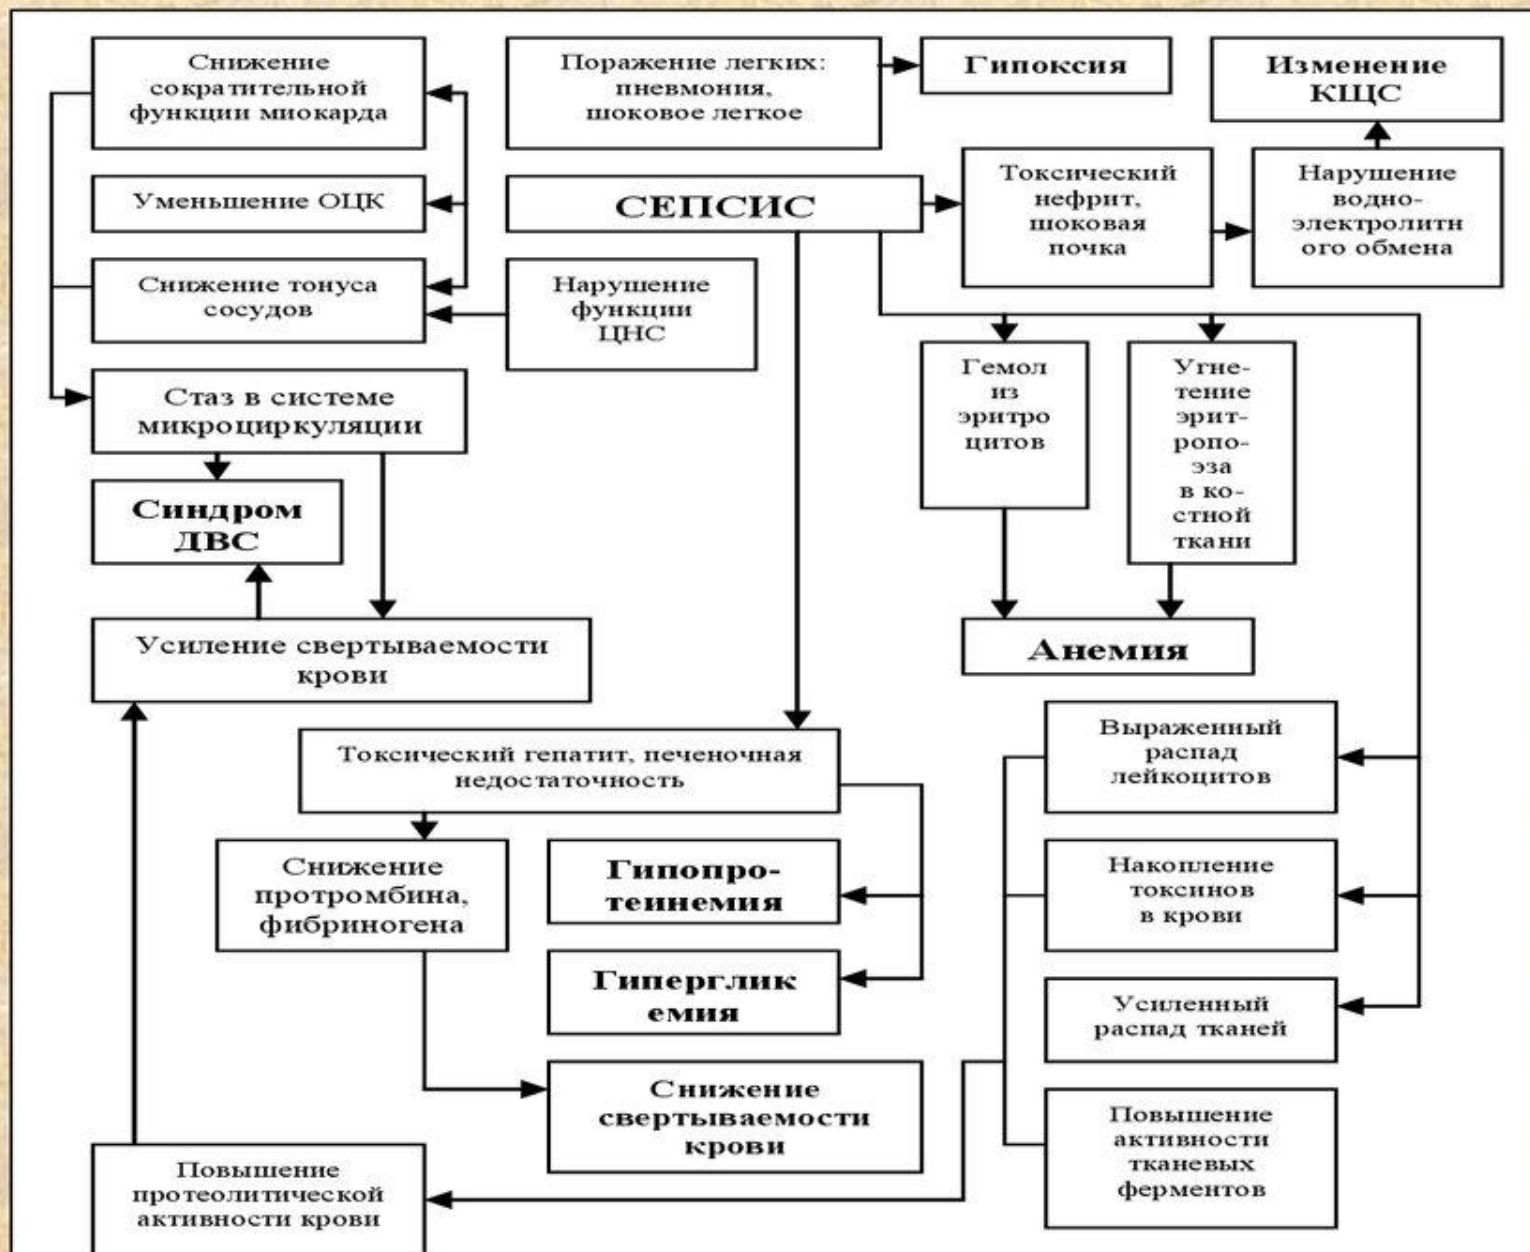 Снижение
сократительной
функции миокарда
Поражение легких:
пневмония,
шоковое легкое
Гипоксия
Изменение
КЩС
Уменьшение ОЦК
СЕПСИС
Токсический
нефрит,
шоковая
почка
Нарушение
водно-
электролитн
ого обмена
Снижение тонуса
сосудов
Нарушение
функции
ЦНС
Стаз в системе
микроциркуляции
Гемол
из
эритро
цитов
Угне-
тение
эрит-
ропо-
эза
в ко-
стной
ткани
Синдром
ДВС
Усиление свертываемости
крови
Анемия
Токсический гепатит, печеночная
недостаточность
Выраженный
распад
лейкоцитов
Снижение
протромбина,
фибриногена
Гипопро-
теинемия
Накопление
токсинов
в крови
Гиперглик
емия
Усиленный
распад тканей
Снижение
свертываемости
крови
Повышение
активности
тканевых
ферментов
Повышение
протеолитической
активности крови